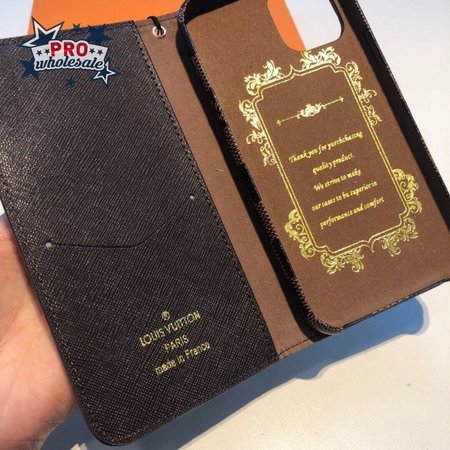 PRO
wholesale
Thank you for purchchasing
quality product.
We strive to make
our cases to be superior in
performance and comfort
LOUIS VUITTON
PARIS
made in France